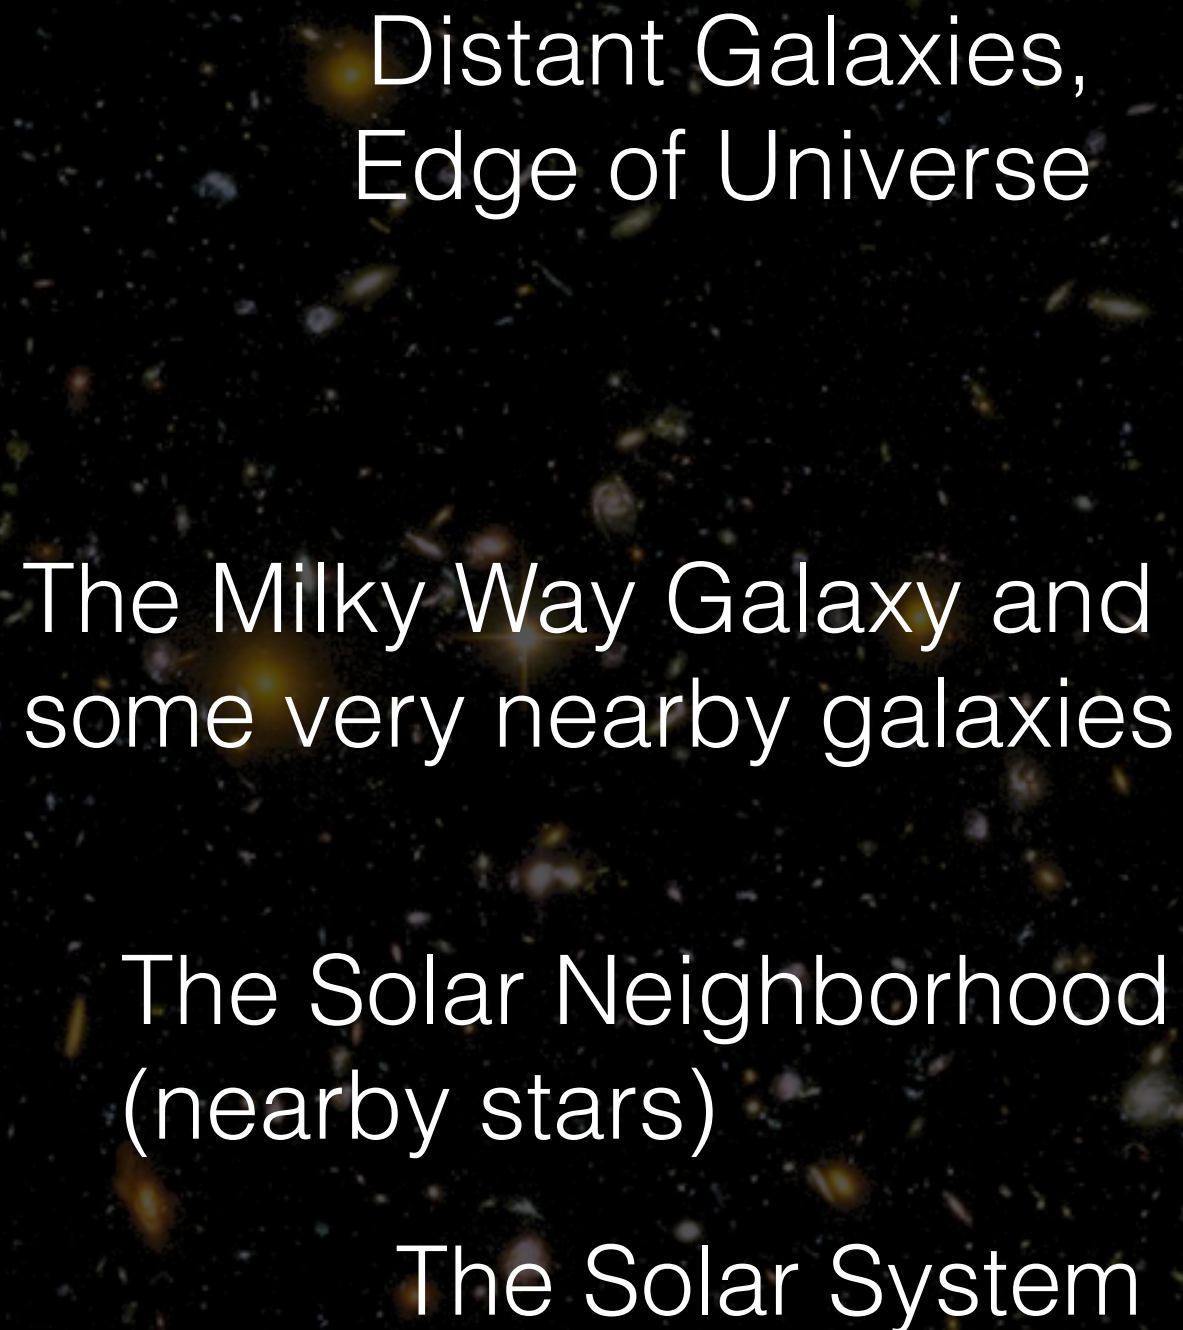 Distant Galaxies,
Edge of Universe
The Milky Way Galaxy and
some very nearby galaxies
The Solar Neighborhood
(nearby stars)
The Solar System